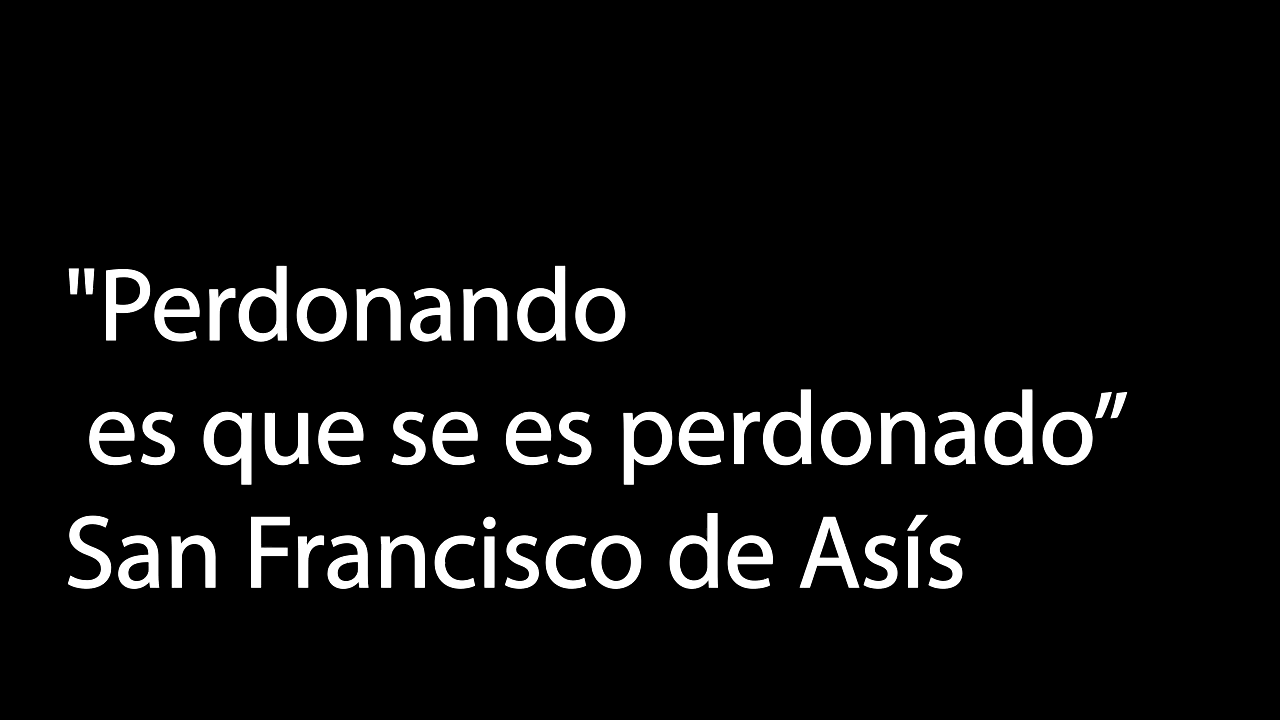 "Perdonando
es que se es perdonado”
San Francisco de Asís